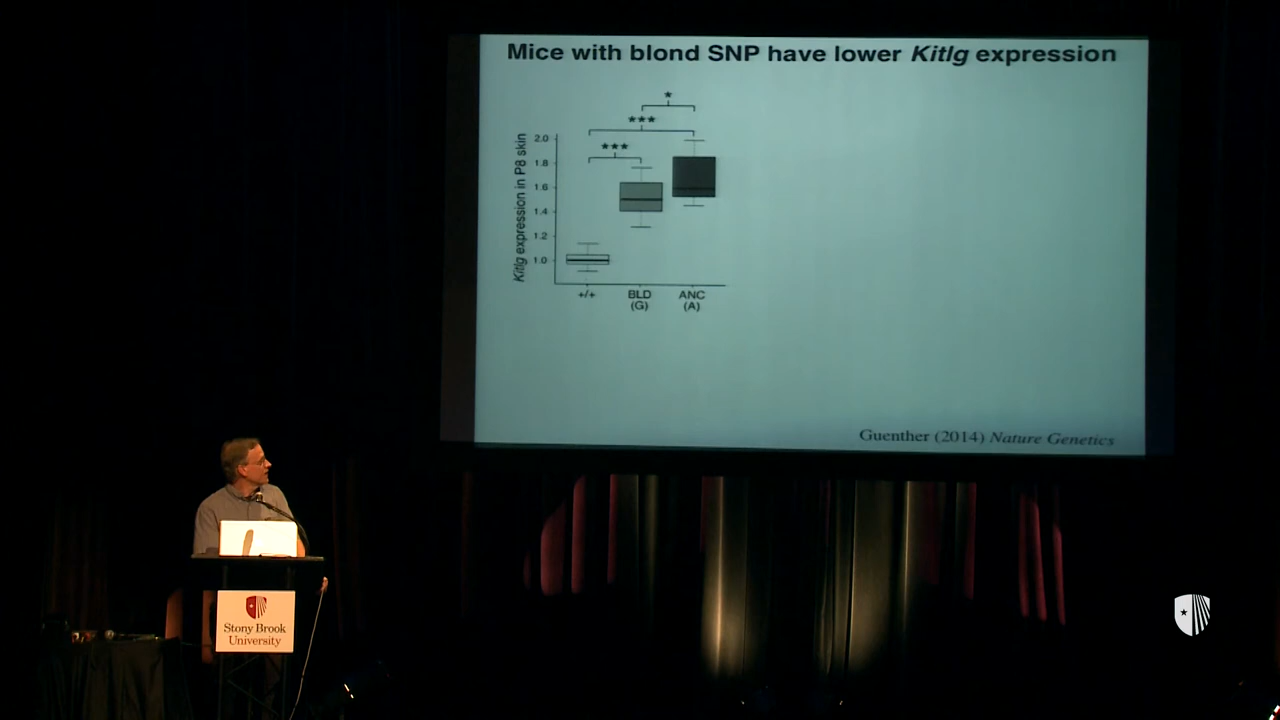 Mice with blond SNP have lower Kitlg expression
*
***
***
Kitlg expression in P8 skin
2.0
1.8
1.6
1.4
1.2
1.0
+/+ BLD ANC
(G) (A)
Guenther (2014) Nature Genetics
Stony Brook
University